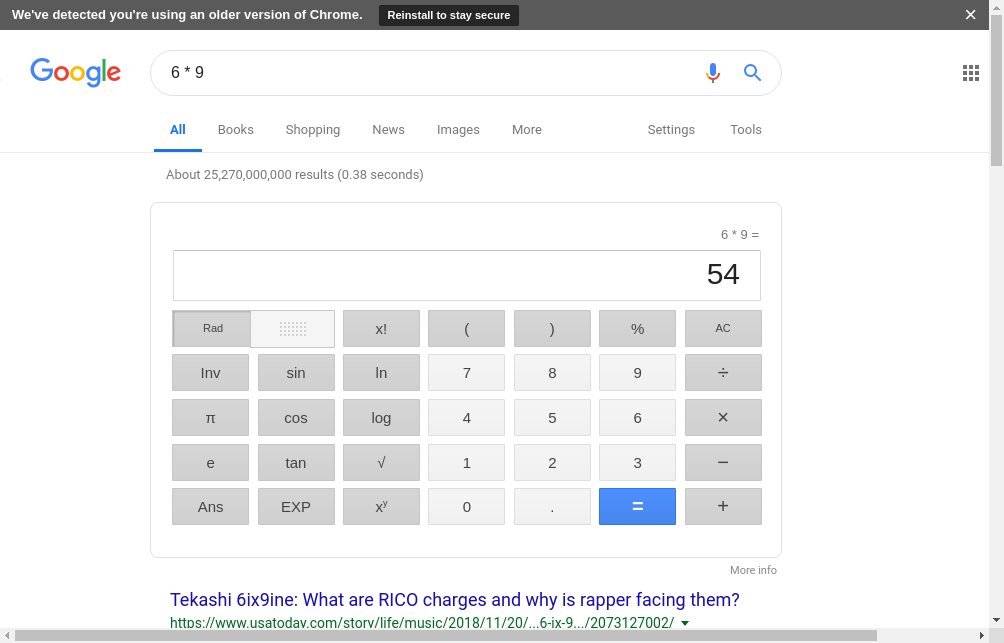 We've detected you're using an older version of Chrome. Reinstall to stay secure
Google 6 * 9
All Books Shopping News Images More Settings Tools
About 25,270,000,000 results (0.38 seconds)
6 * 9 =
54
Rad x! ( ) % AC
Inv sin ln 7 8 9 ÷
π cos log 4 5 6 ×
e tan √ 1 2 3 −
Ans EXP xʸ 0 . = +
More info
Tekashi 6ix9ine: What are RICO charges and why is rapper facing them?
https://www.usatoday.com/story/life/music/2018/11/20/...6-ix-9.../2073127002/